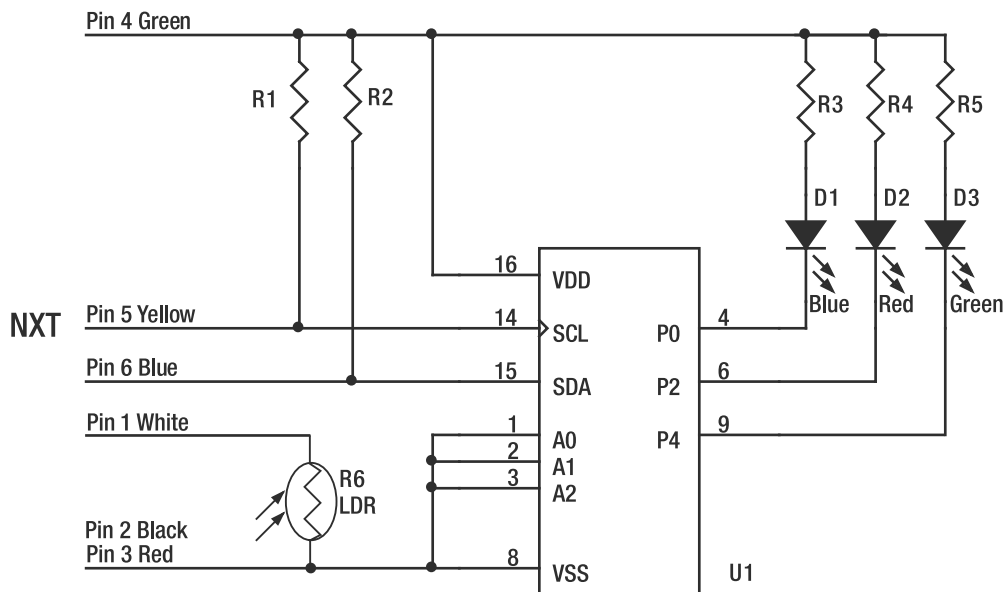 Pin 4 Green
R1
R2
R3
R4
R5
D1
D2
D3
16
VDD
Blue
Red
Green
NXT
Pin 5 Yellow
14
SCL
P0
4
Pin 6 Blue
15
SDA
P2
6
Pin 1 White
1
A0
P4
9
2
A1
3
A2
R6
LDR
Pin 2 Black
Pin 3 Red
8
VSS
U1